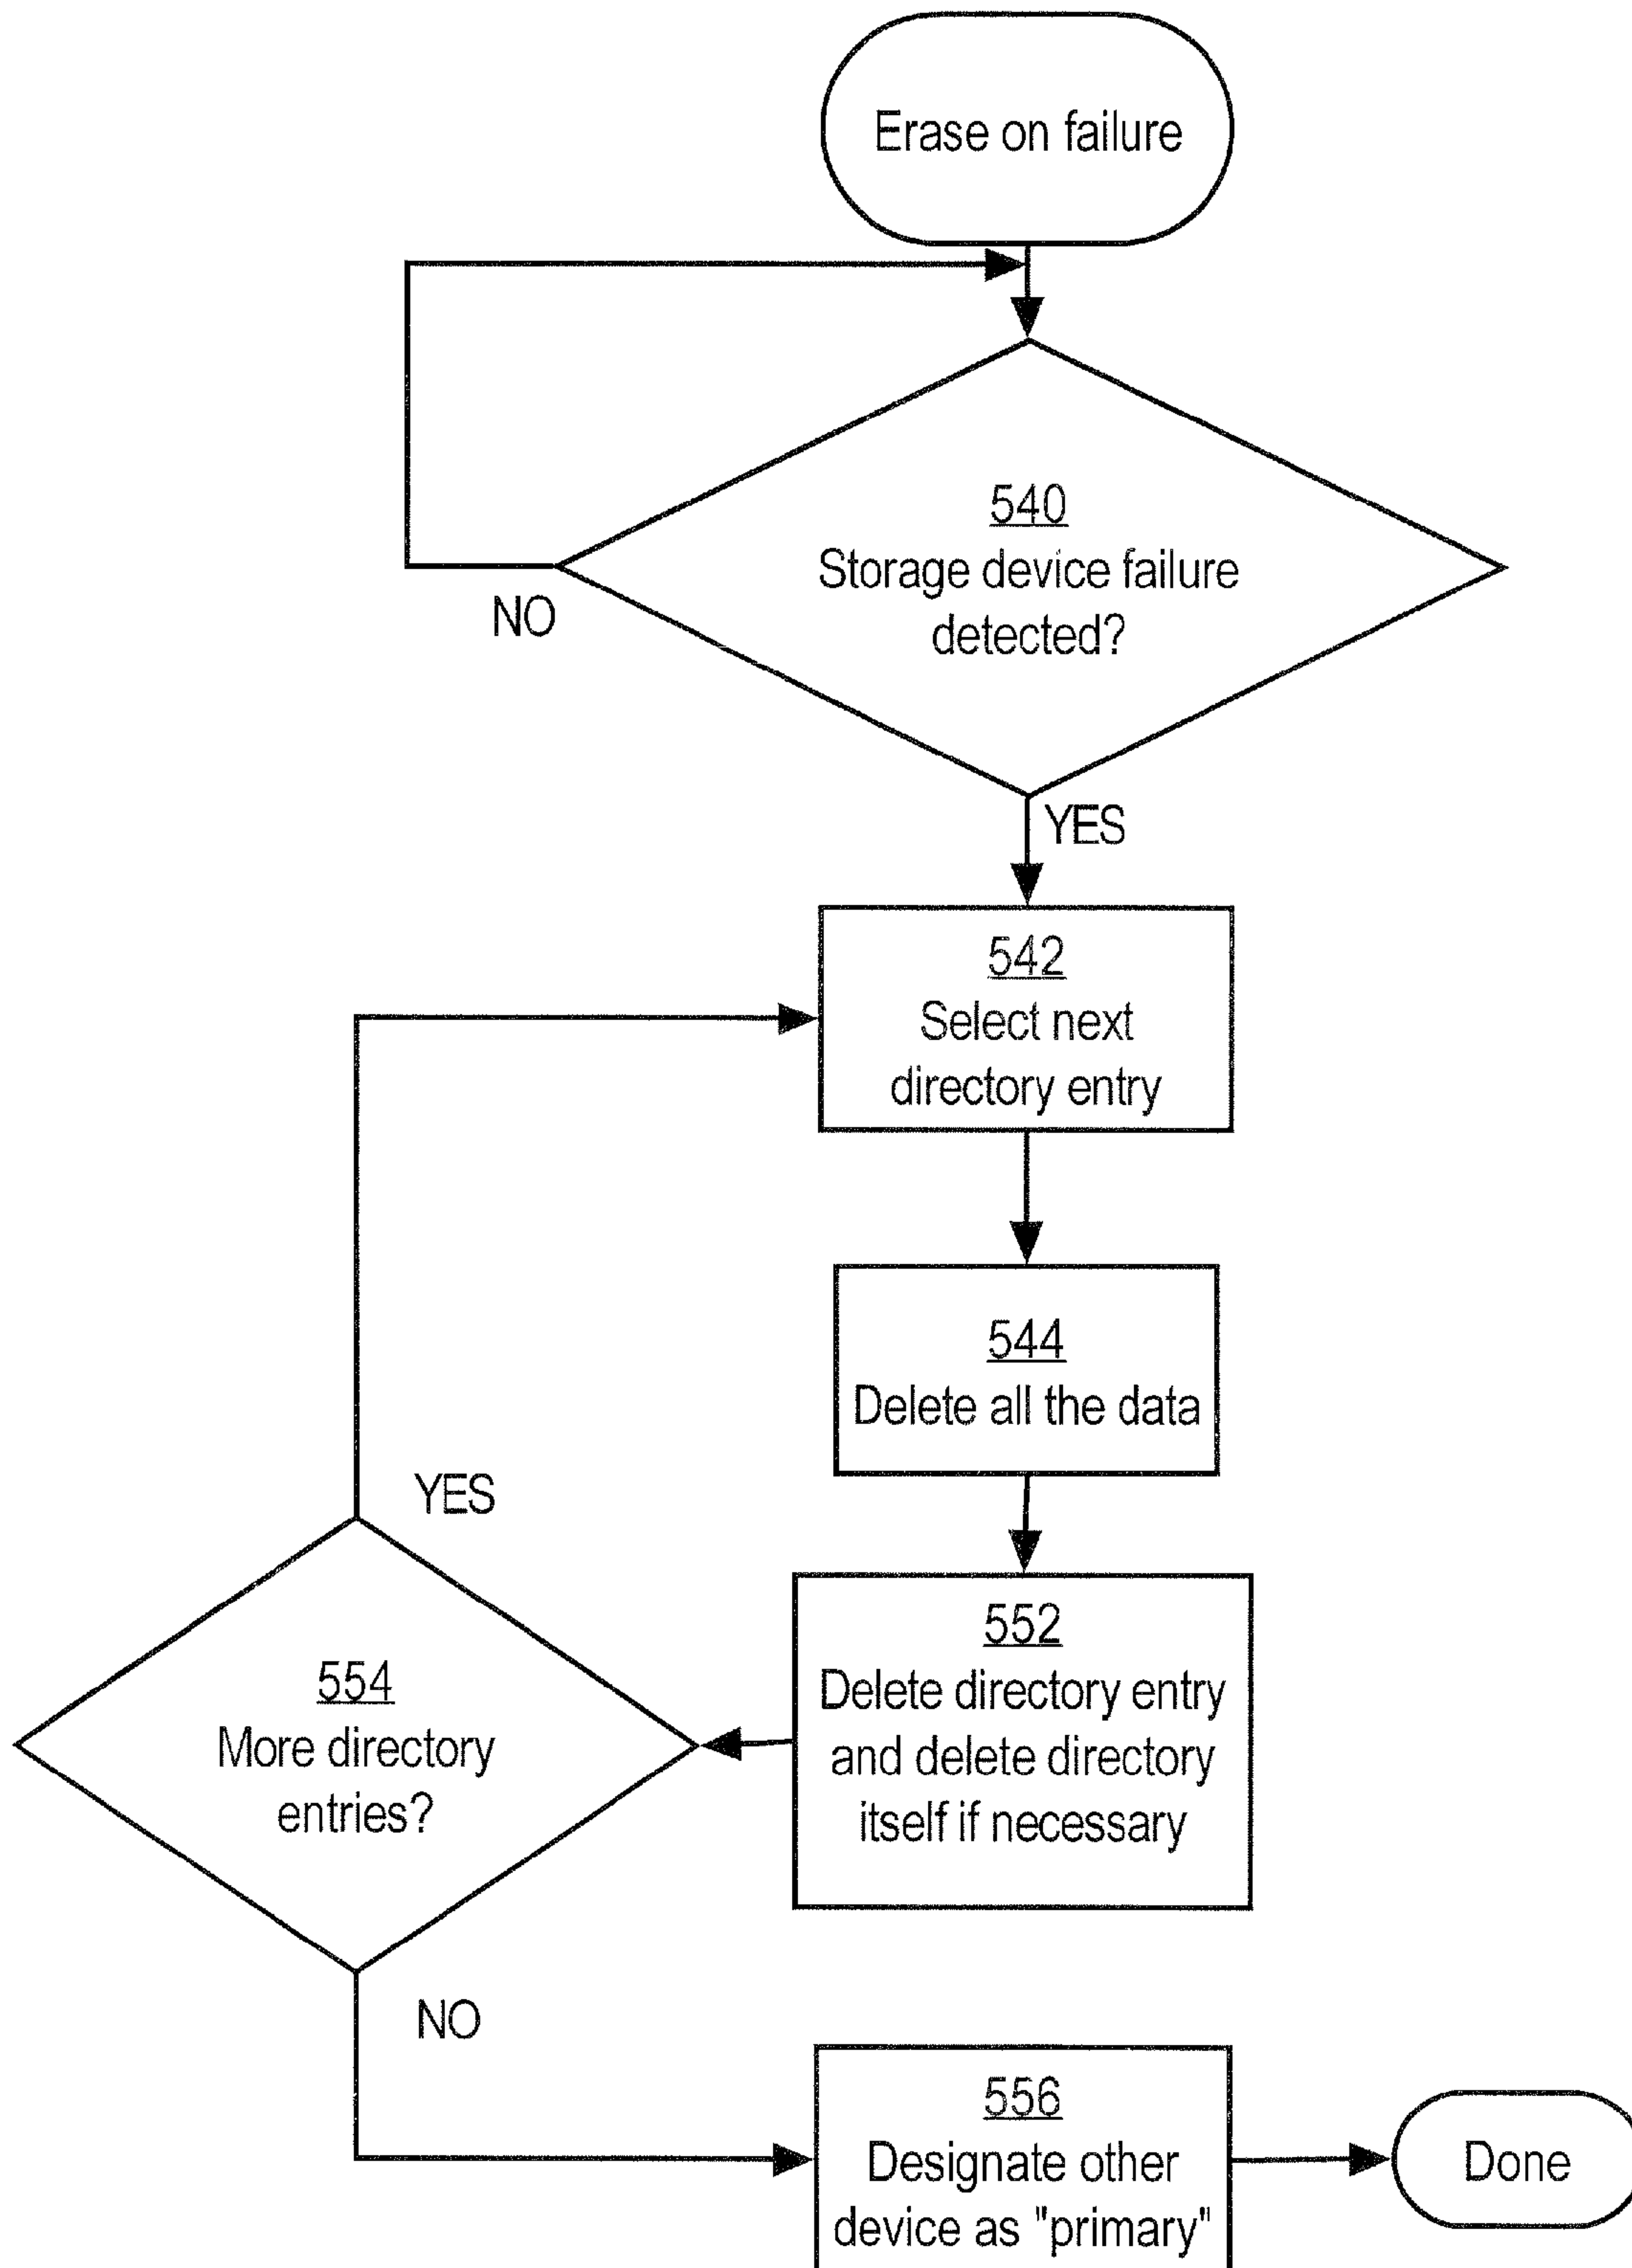 Erase on failure
540
Storage device failure
detected?
NO
YES
542
Select next
directory entry
544
Delete all the data
YES
552
Delete directory entry
and delete directory
itself if necessary
554
More directory
entries?
NO
556
Designate other
device as "primary"
Done